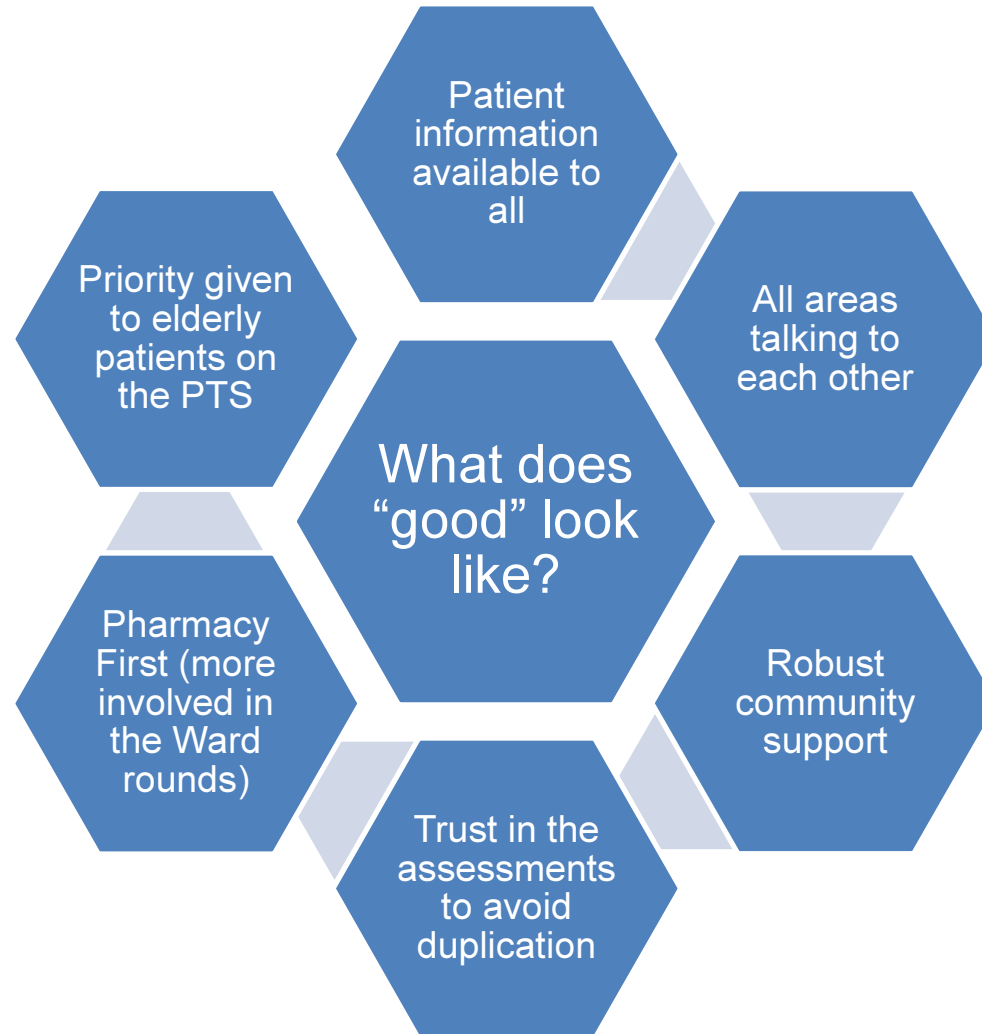 Patient
information
available to
all
All areas
talking to
each other
Robust
community
support
Trust in the
assessments
to avoid
duplication
Pharmacy
First (more
involved in
the Ward
rounds)
Priority given
to elderly
patients on
the PTS
What does
“good” look
like?